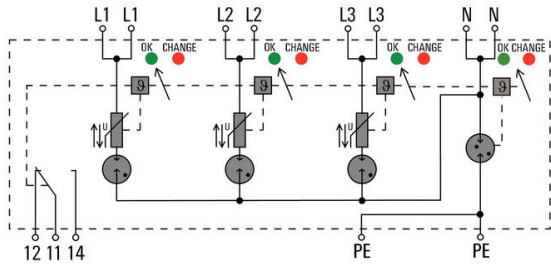 L1 L1 L2 L2 L3 L3 N N
OK CHANGE OK CHANGE OK CHANGE OK CHANGE
ϑ ϑ ϑ ϑ
U U U
12 11 14 PE PE